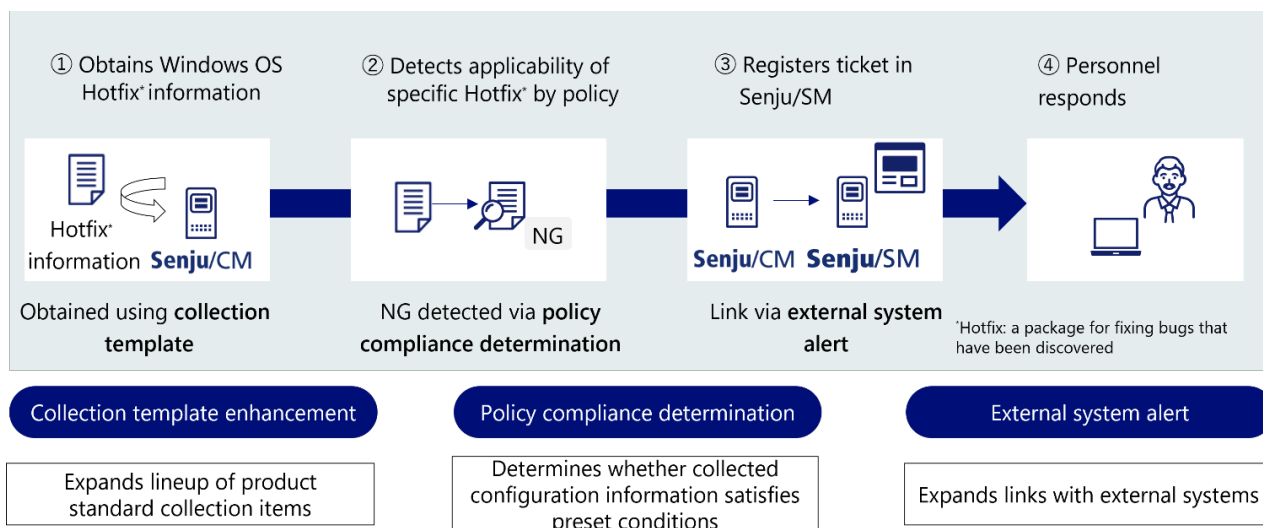 ① Obtains Windows OS
Hotfix* information
② Detects applicability of
specific Hotfix* by policy
③ Registers ticket in
Senju/SM
④ Personnel
responds
Hotfix*
information
Senju/CM
NG
Senju/CM
Senju/SM
Obtained using collection
template
NG detected via policy
compliance determination
Link via external system
alert
*Hotfix: a package for fixing bugs that
have been discovered
Collection template enhancement
Policy compliance determination
External system alert
Expands lineup of product
standard collection items
Determines whether collected
configuration information satisfies
preset conditions
Expands links with external systems